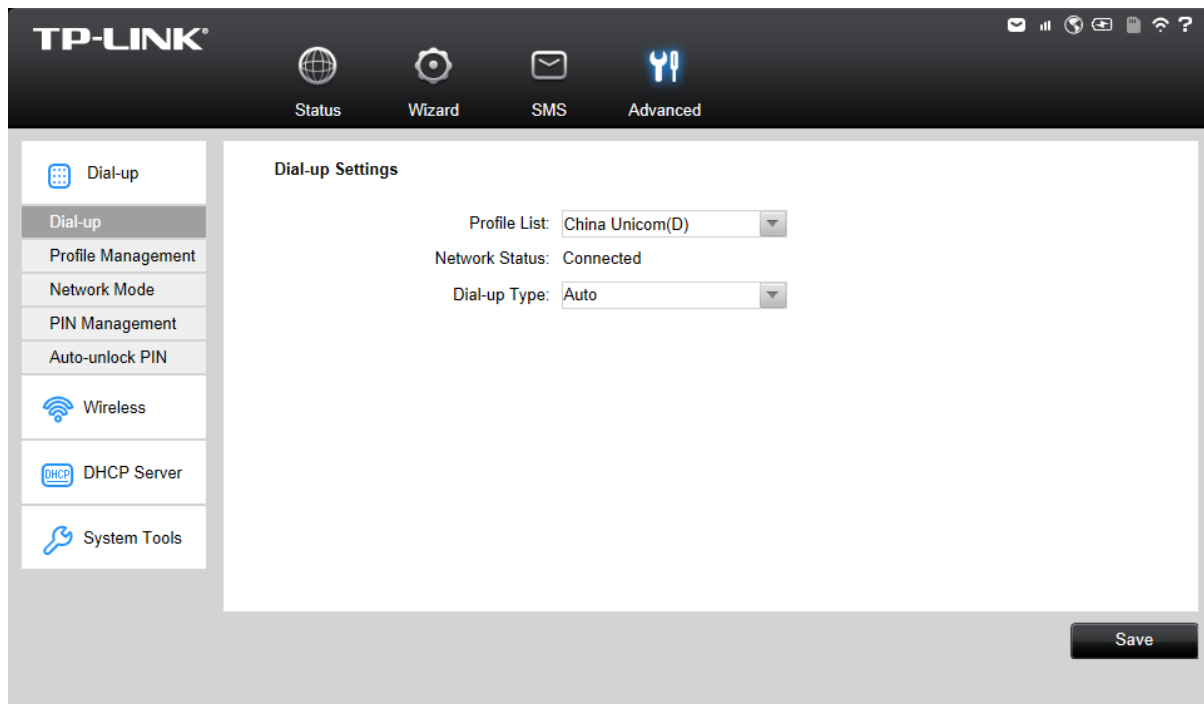 TP-LINK®
?
Status
Wizard
SMS
Advanced
Dial-up
Dial-up
Profile Management
Network Mode
PIN Management
Auto-unlock PIN
Wireless
DHCP
DHCP Server
System Tools
Dial-up Settings
Profile List: China Unicom(D)
Network Status: Connected
Dial-up Type: Auto
Save